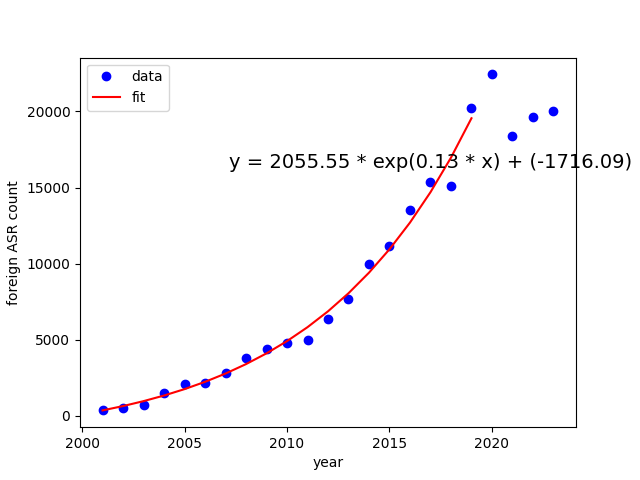 data
fit
y = 2055.55 * exp(0.13 * x) + (-1716.09)
20000
15000
10000
5000
0
foreign ASR count
2000 2005 2010 2015 2020
year